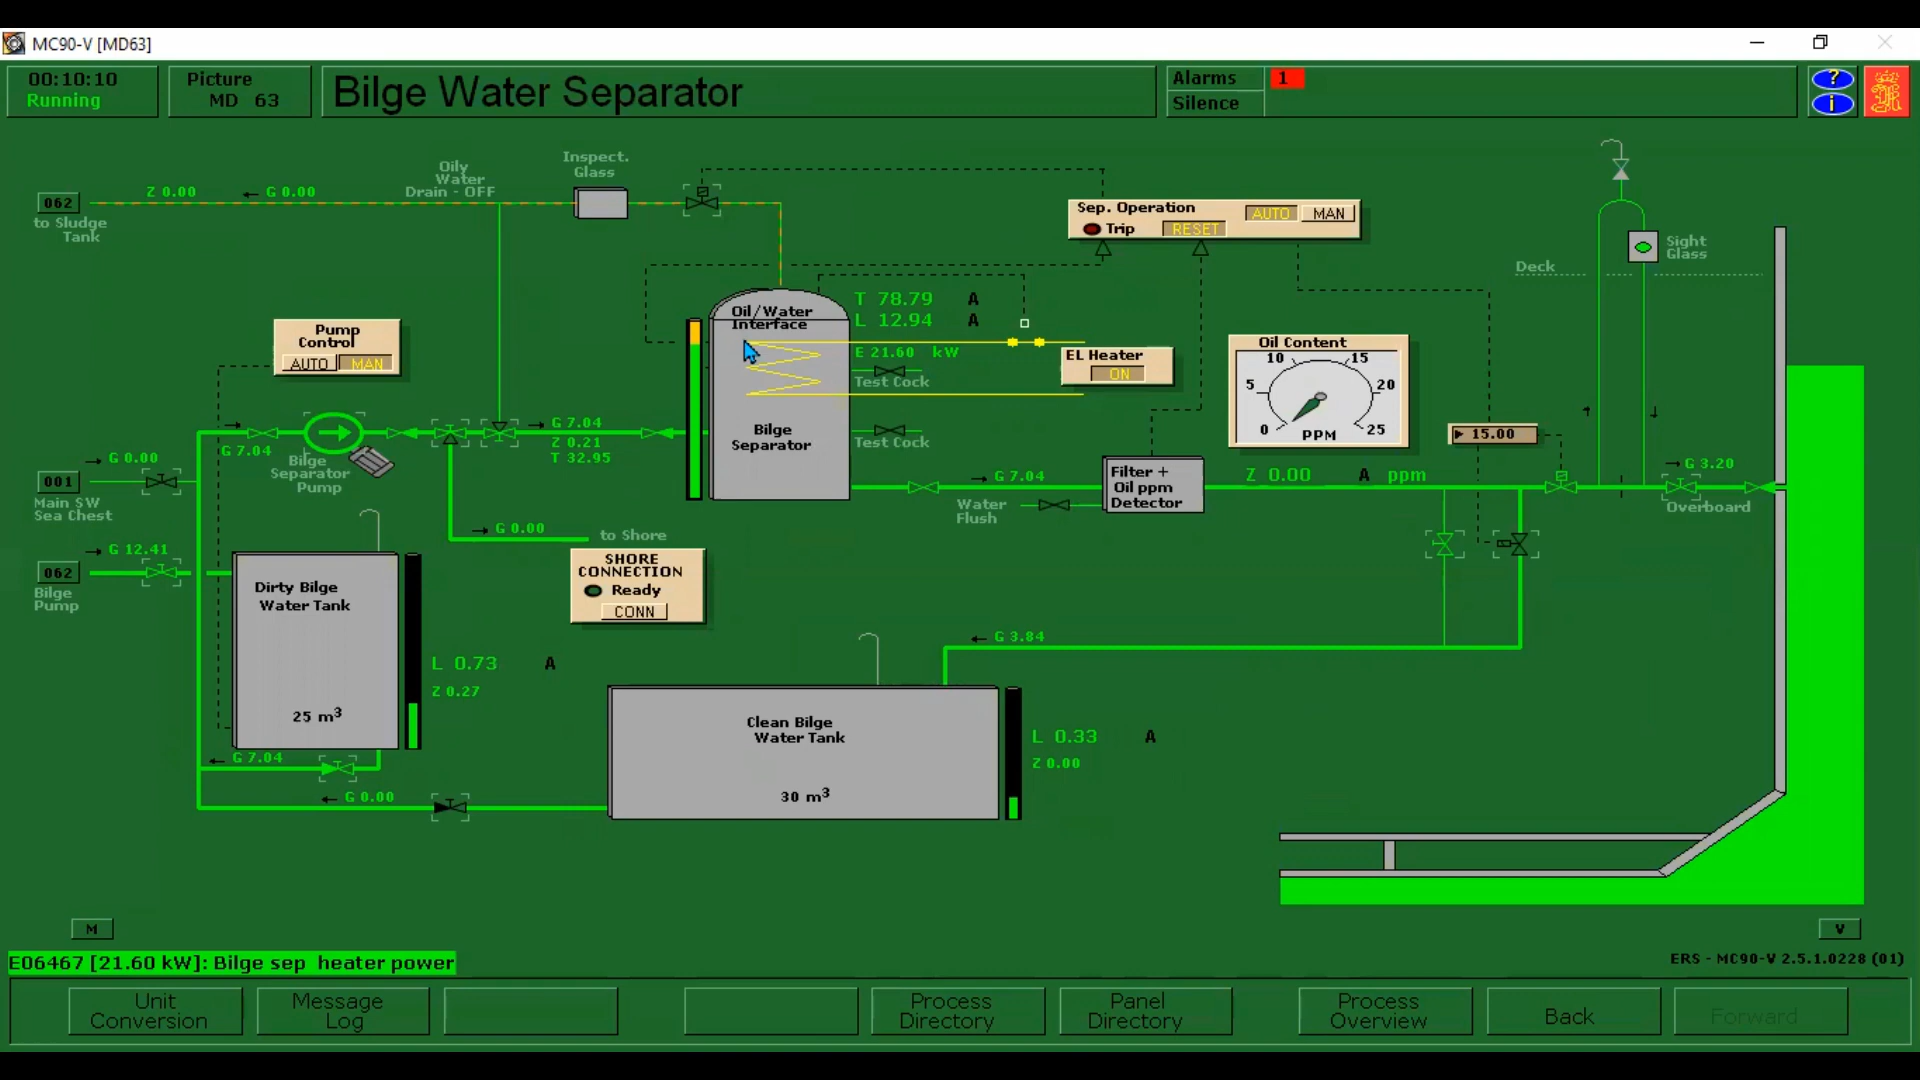 MC90-V [MD63]
00:10:10
Running
Picture
MD 63
Bilge Water Separator
Alarms
1
Silence
?
i
Inspect.
Glass
Oily
Water
Drain - OFF
Z 0.00
G 0.00
062
to Sludge
Tank
Sep. Operation
AUTO
MAN
Trip
RESET
Sight
Glass
Deck
Pump
Control
AUTO
MAN
Oil/Water
Interface
T 78.79 A
L 12.94 A
E 21.60 kW
Test Cock
EL Heater
ON
Oil Content
10
15
5
20
0
25
PPM
15.00
G 7.04
Bilge
Separator
Pump
G 7.04
Z 0.21
T 32.95
Bilge
Separator
Test Cock
G 0.00
001
Main SW
Sea Chest
G 7.04
Water
Flush
Filter +
Oil ppm
Detector
Z 0.00 A ppm
G 3.20
Overboard
G 0.00
to Shore
G 12.41
062
Bilge
Pump
SHORE
CONNECTION
Ready
CONN
Dirty Bilge
Water Tank
25 m3
L 0.73 A
Z 0.27
G 3.84
Clean Bilge
Water Tank
30 m3
L 0.33 A
Z 0.00
G 7.04
G 0.00
M
V
E06467 [21.60 kW]: Bilge sep heater power
ERS - MC90-V 2.5.1.0228 (01)
Unit
Conversion
Message
Log
Process
Directory
Panel
Directory
Process
Overview
Back
Forward